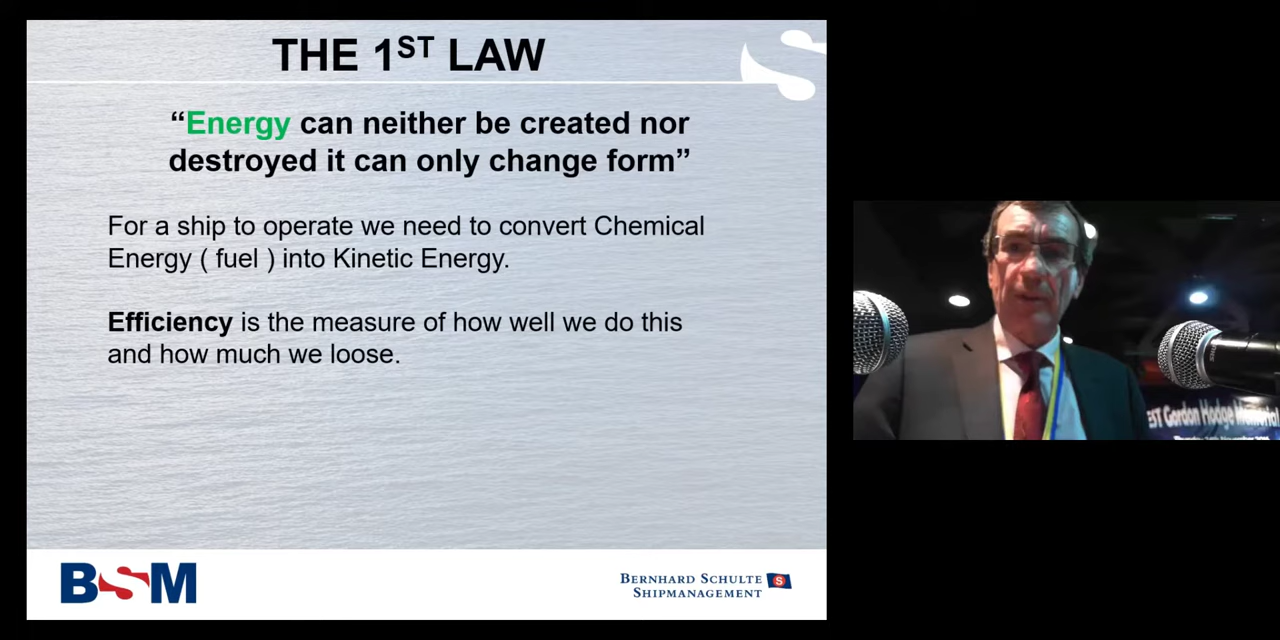 THE 1ST LAW
“Energy can neither be created nor
destroyed it can only change form”
For a ship to operate we need to convert Chemical
Energy ( fuel ) into Kinetic Energy.
Efficiency is the measure of how well we do this
and how much we loose.
BSM
BERNHARD SCHULTE
SHIPMANAGEMENT
S
EST Gordon Hodge Memorial